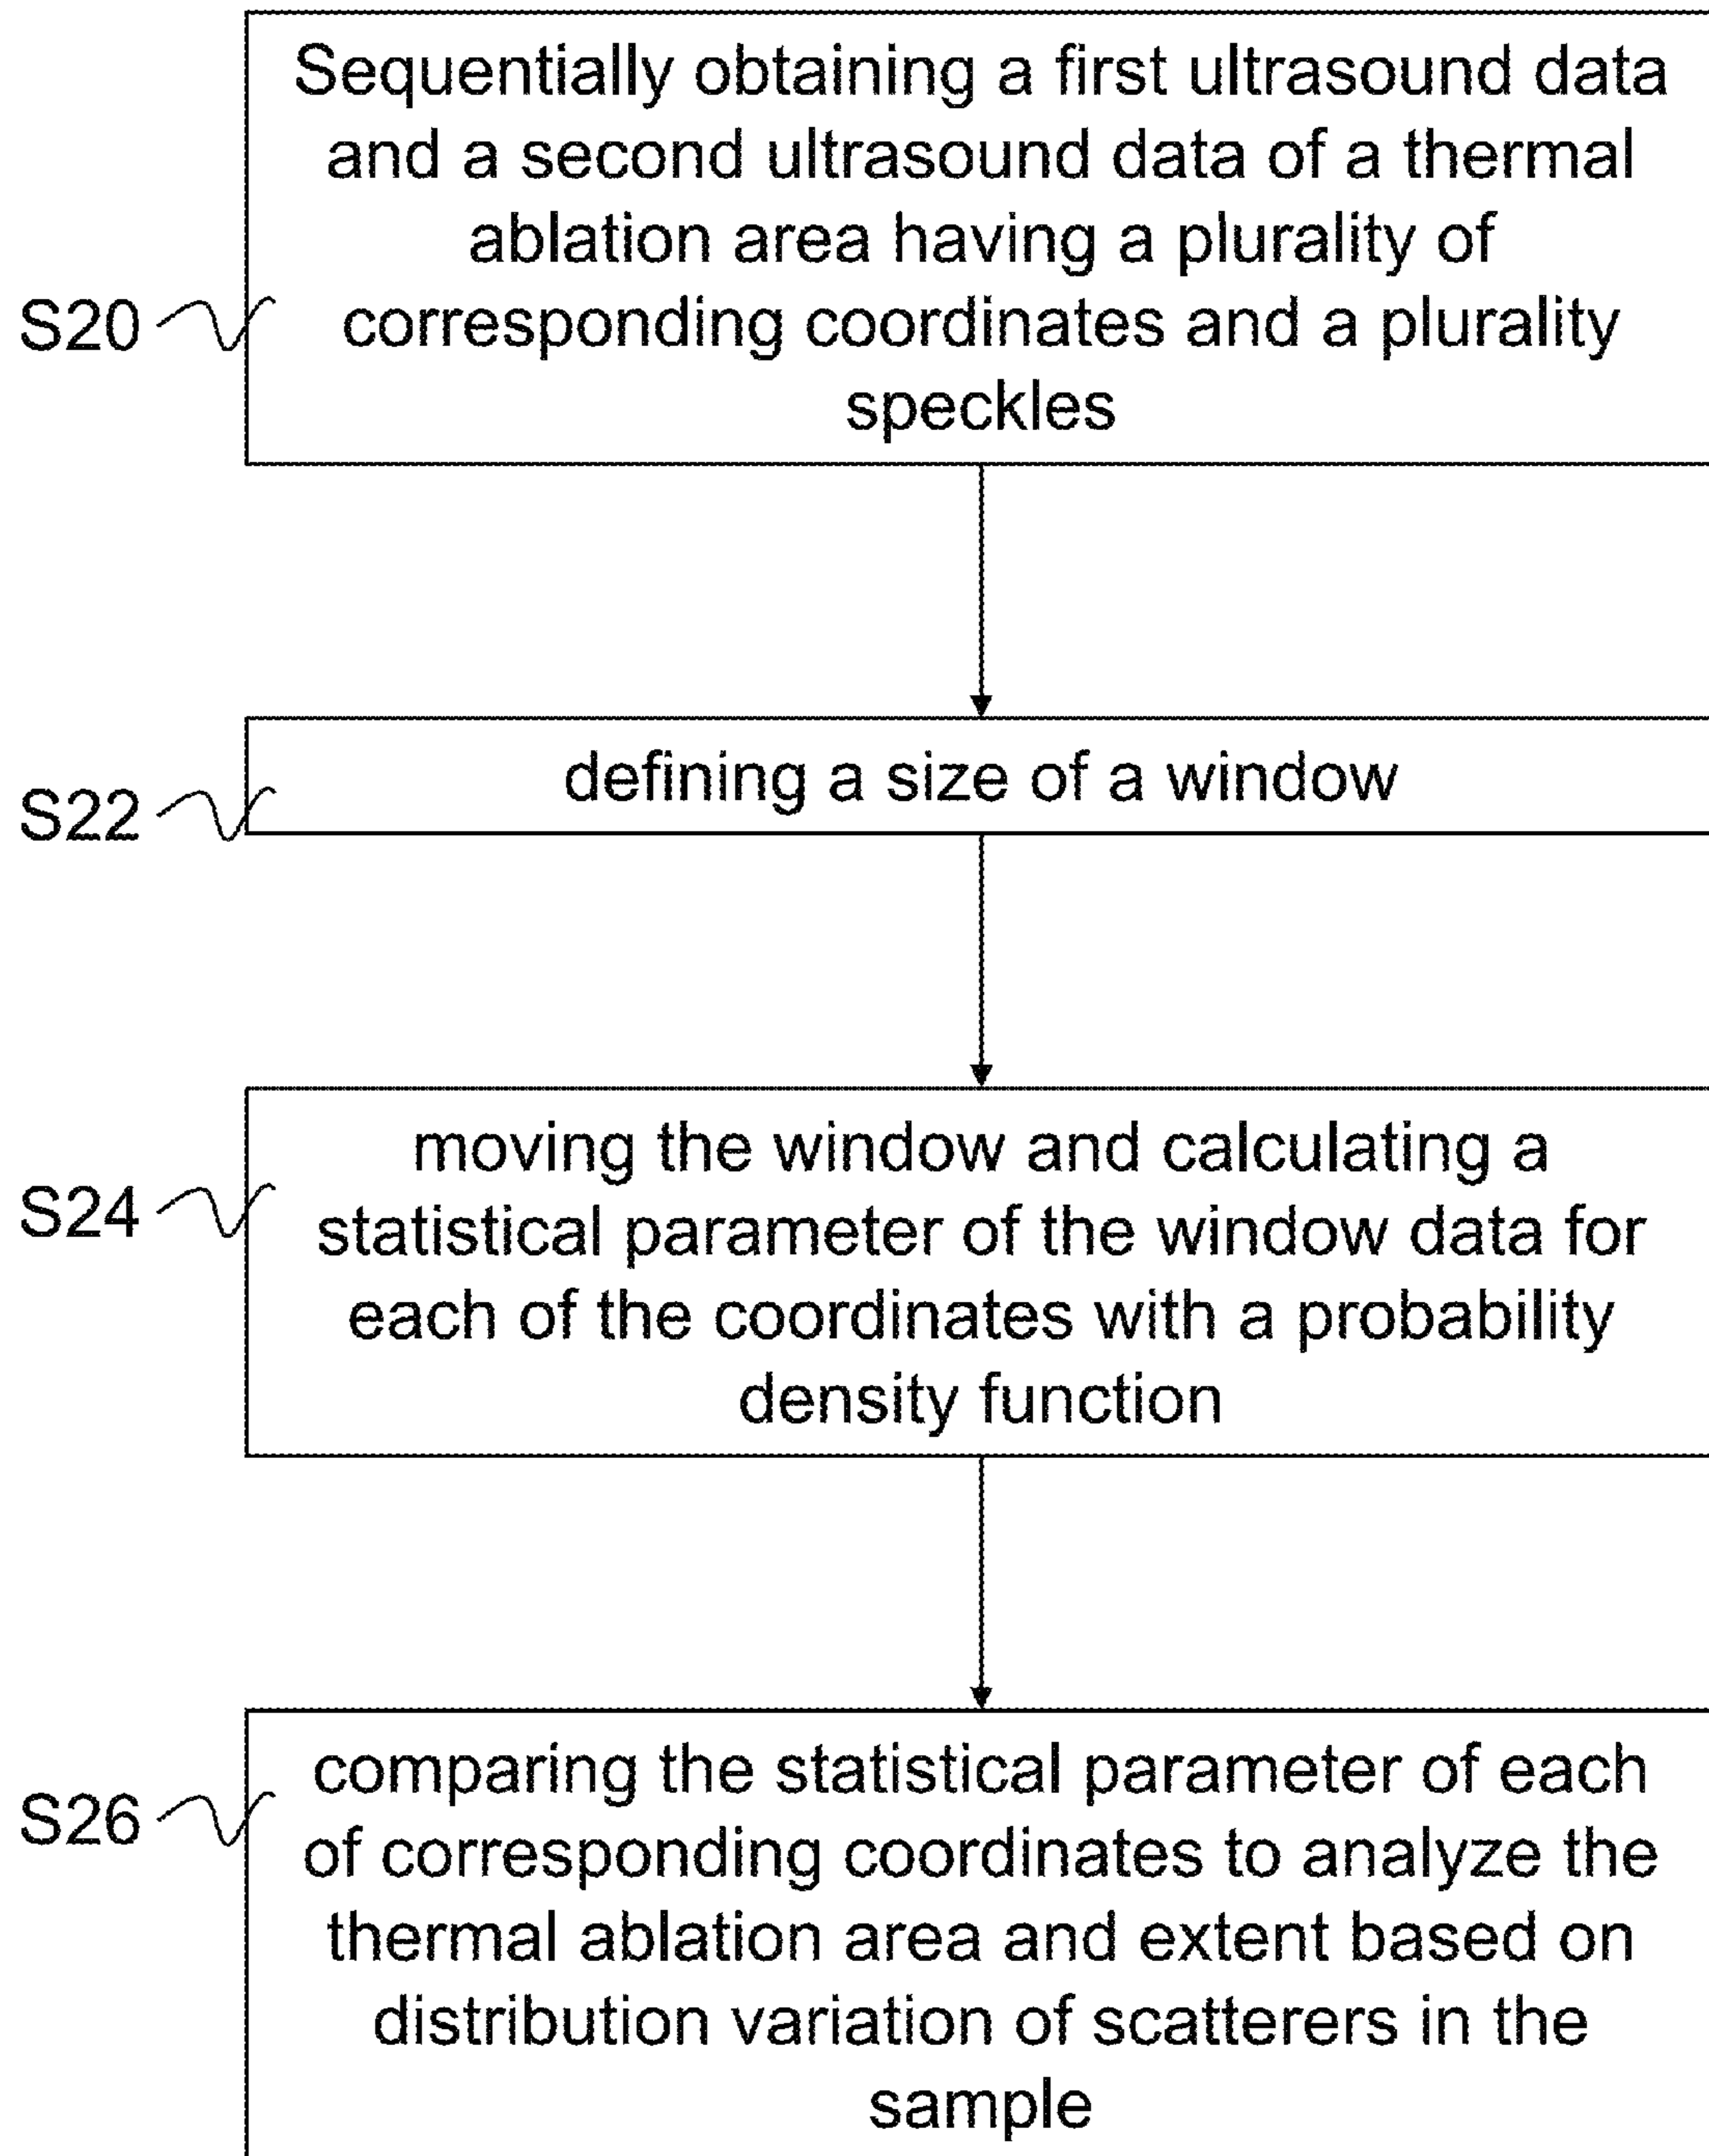 Sequentially obtaining a first ultrasound data
and a second ultrasound data of a thermal
ablation area having a plurality of
S20
corresponding coordinates and a plurality
speckles
defining a size of a window
S22
moving the window and calculating a
S24
statistical parameter of the window data for
each of the coordinates with a probability
density function
comparing the statistical parameter of each
S26
of corresponding coordinates to analyze the
thermal ablation area and extent based on
distribution variation of scatterers in the
sample